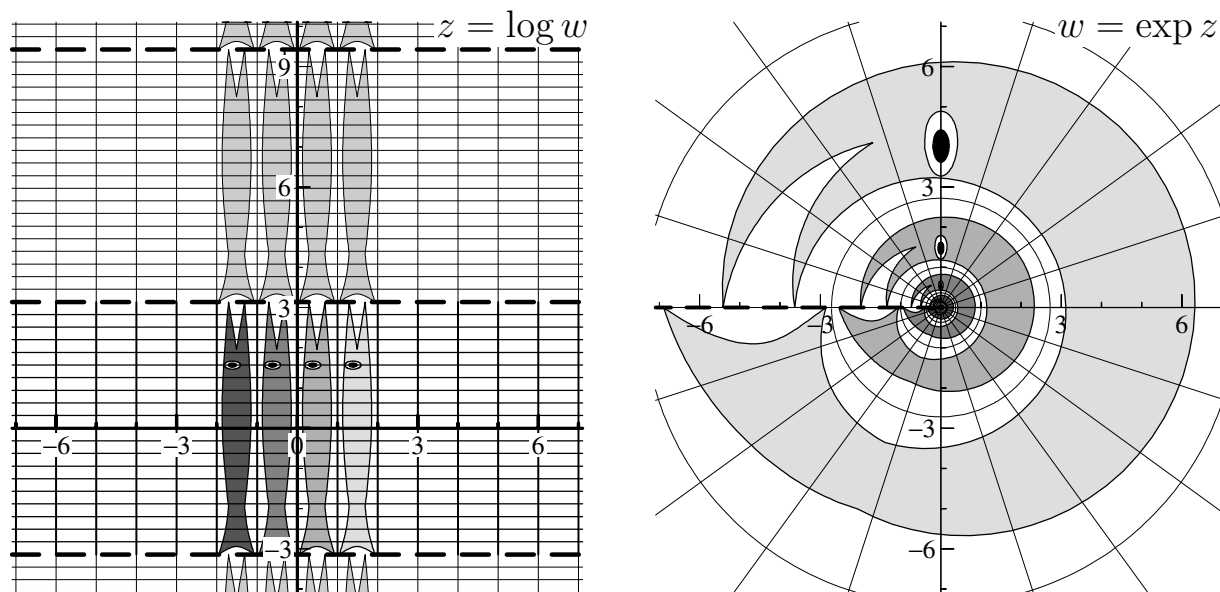 z = log w
9
6
3
–6 –3 0 3 6
–3
w = exp z
6
3
–6 –3 3 6
–3
–6